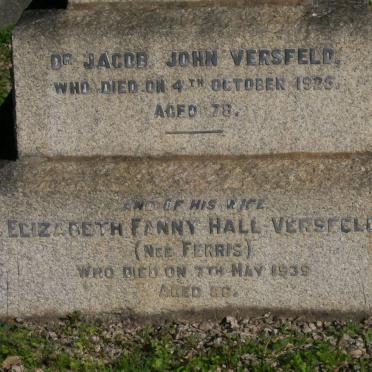 DR JACOB JOHN VERSFELD.
WHO DIED ON 4TH OCTOBER 1925.
AGED 78.
AND OF HIS WIFE
ELIZABETH FANNY HALL VERSFELD
(NEE FERRIS)
WHO DIED ON 7TH MAY 1939
AGED